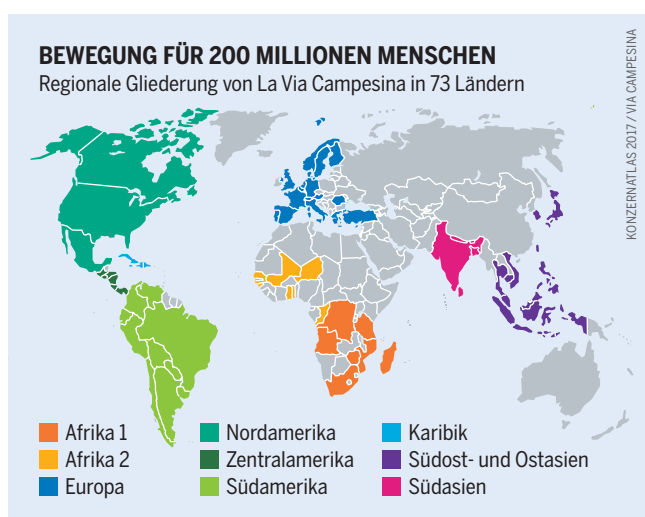 BEWEGUNG FÜR 200 MILLIONEN MENSCHEN
Regionale Gliederung von La Via Campesina in 73 Ländern
KONZERNATLAS 2017 / VIA CAMPESINA
Afrika 1
Afrika 2
Europa
Nordamerika
Zentralamerika
Südamerika
Karibik
Südost- und Ostasien
Südasien